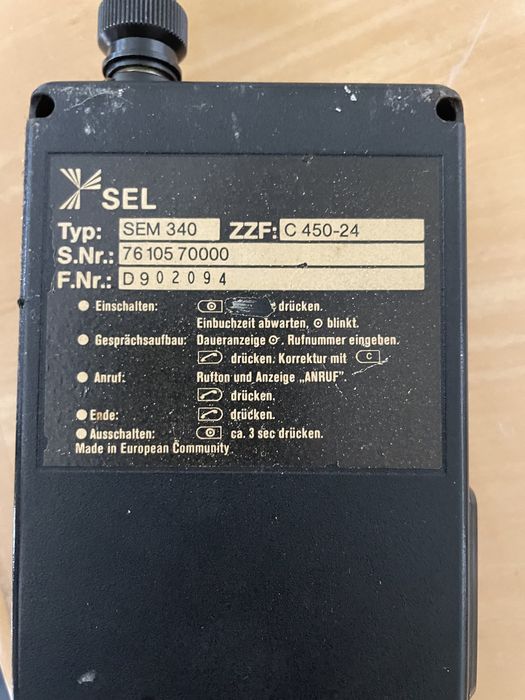 SEL
Typ: SEM 340 ZZF: C 450-24
S.Nr.: 76 105 70000
F.Nr.: D902094
Einschalten: drücken.
Einbuchzeit abwarten, blinkt.
Gesprächsaufbau: Daueranzeige . Rufnummer eingeben.
drücken. Korrektur mit C
Anruf: Rufton und Anzeige „ANRUF"
drücken.
Ende: drücken.
Ausschalten: ca. 3 sec drücken.
Made in European Community